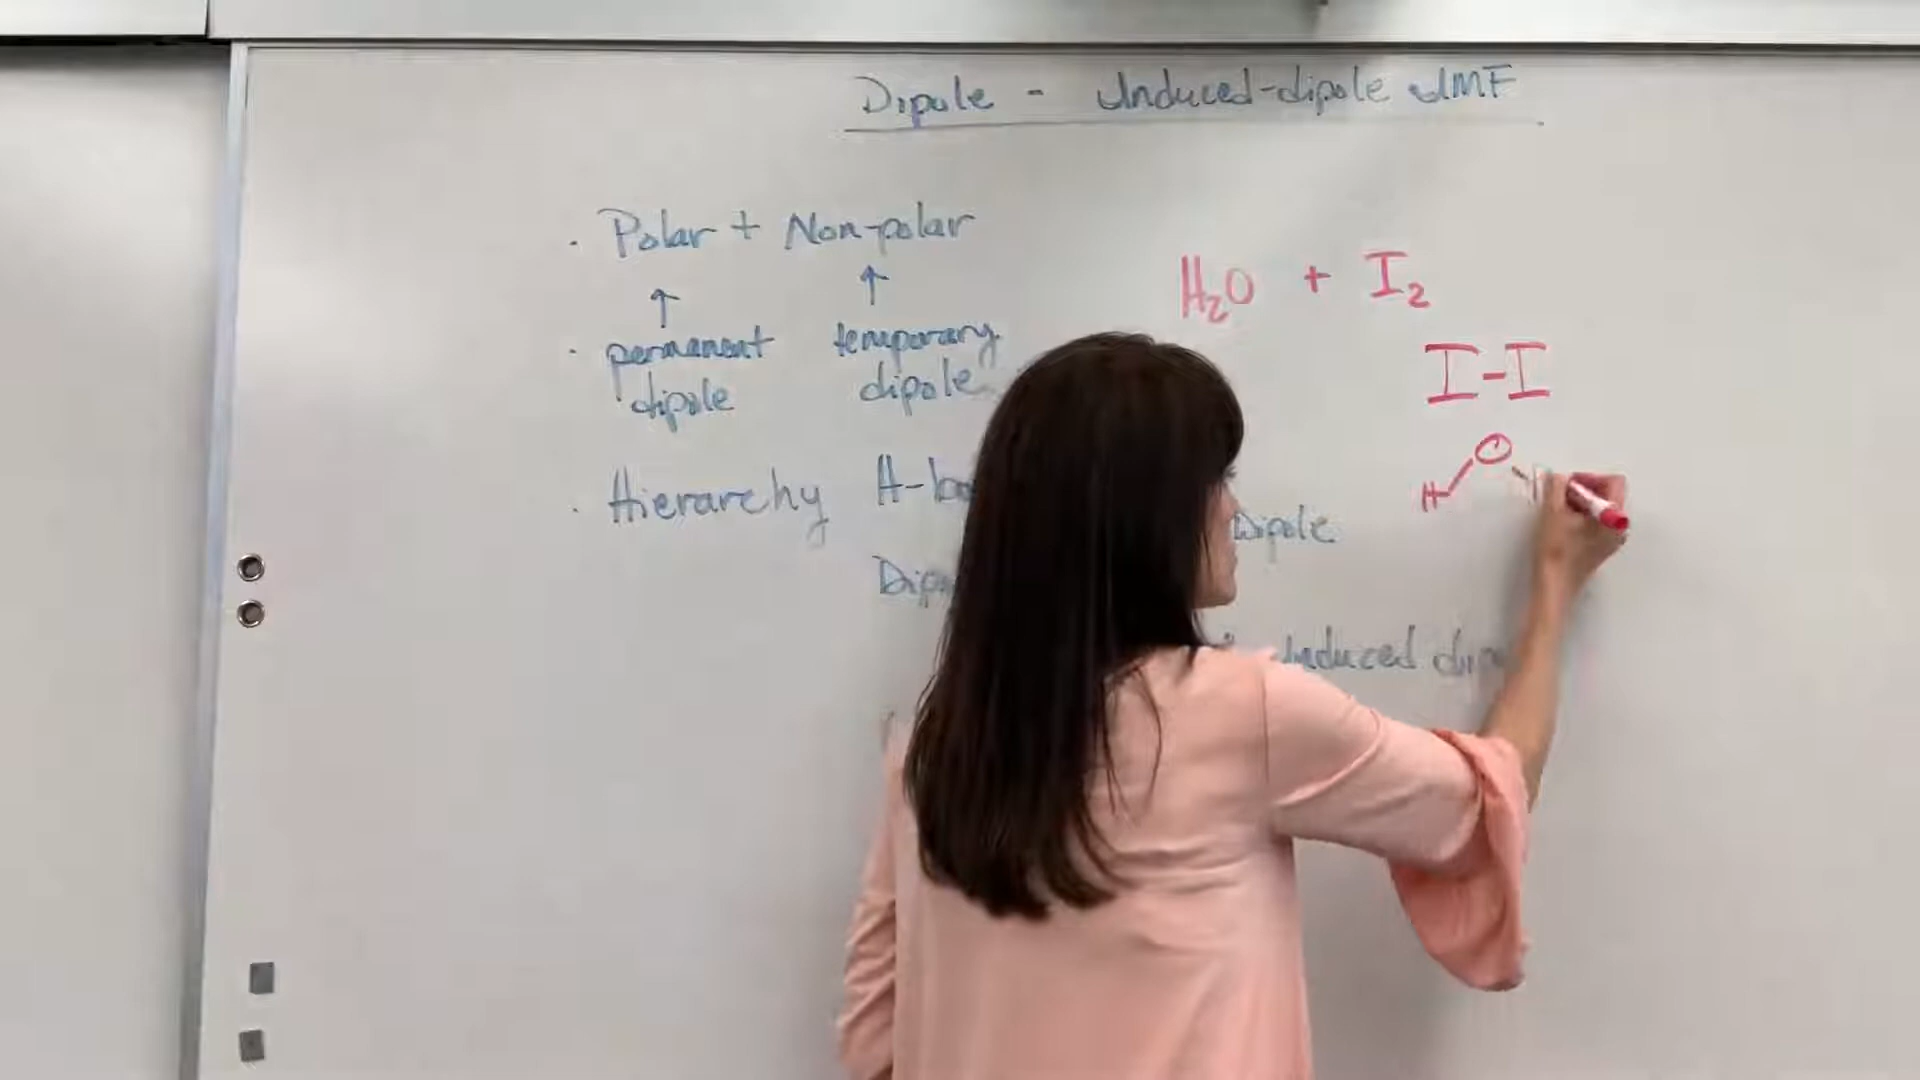 Dipole - Induced-dipole IMF
· Polar + Non-polar
↑ ↑
· permanent dipole
temporary dipole
· Hierarchy H-
Dipole
induced
H₂O + I₂
I-I
O
H